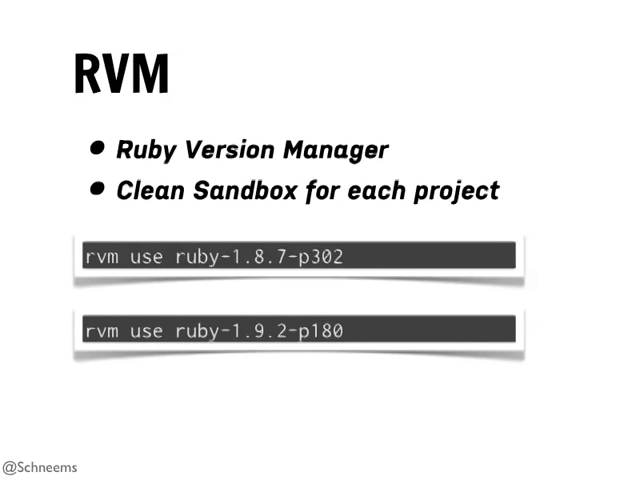 RVM
• Ruby Version Manager
• Clean Sandbox for each project
rvm use ruby-1.8.7-p302
rvm use ruby-1.9.2-p180
@Schneems